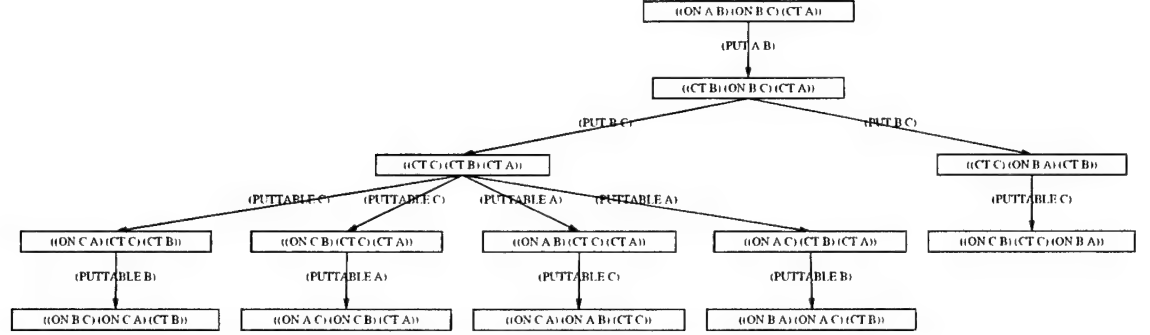 ((ON A B) (ON B C) (CT A))
(PUT A B)
((CT B) (ON B C) (CT A))
(PUT B C) (PUT B C)
((CT C) (CT B) (CT A)) ((CT C) (ON B A) (CT B))
(PUTTABLE C) (PUTTABLE C) (PUTTABLE A) (PUTTABLE A) (PUTTABLE C)
((ON C A) (CT C) (CT B)) ((ON C B) (CT C) (CT A)) ((ON A B) (CT C) (CT A)) ((ON A C) (CT B) (CT A)) ((ON C B) (CT C) (ON B A))
(PUTTABLE B) (PUTTABLE A) (PUTTABLE C) (PUTTABLE B)
((ON B C) (ON C A) (CT B)) ((ON A C) (ON C B) (CT A)) ((ON C A) (ON A B) (CT C)) ((ON B A) (ON A C) (CT B))